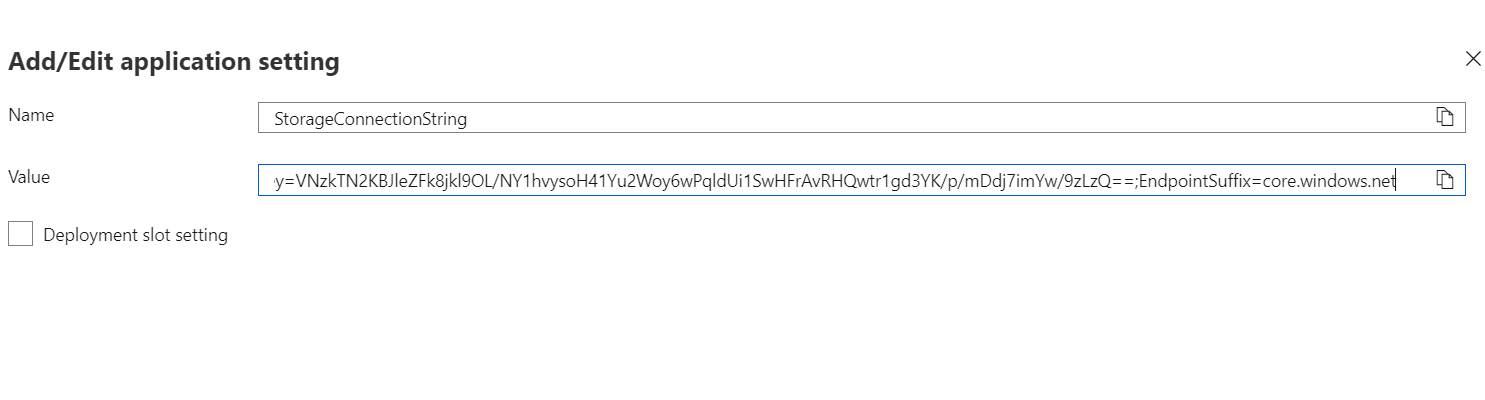 Add/Edit application setting
Name
StorageConnectionString
Value
y=VNzkTN2KBJleZFk8jkl9OL/NY1hvysoH41Yu2Woy6wPqldUi1SwHFrAvRHQwtr1gd3YK/p/mDdj7imYw/9zLzQ==;EndpointSuffix=core.windows.net
Deployment slot setting